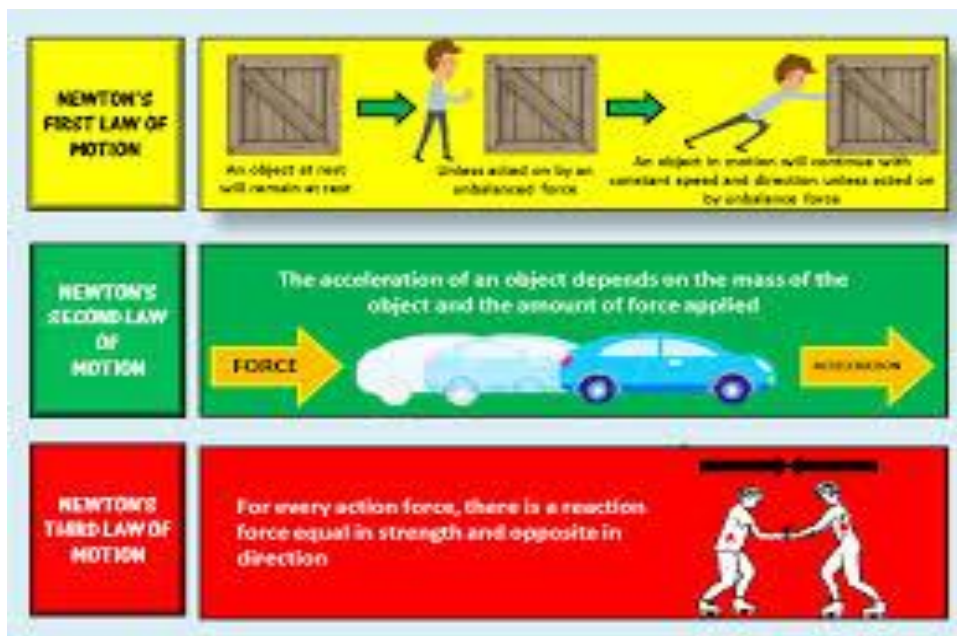 NEWTON'S
FIRST LAW OF
MOTION
An object at rest
will remain at rest
Unless acted on by an
unbalanced force
An object in motion will continue with
constant speed and direction unless acted on
by unbalance force
NEWTON'S
SECOND LAW
OF
MOTION
The acceleration of an object depends on the mass of the
object and the amount of force applied
FORCE
ACCELERATION
NEWTON'S
THIRD LAW OF
MOTION
For every action force, there is a reaction
force equal in strength and opposite in
direction